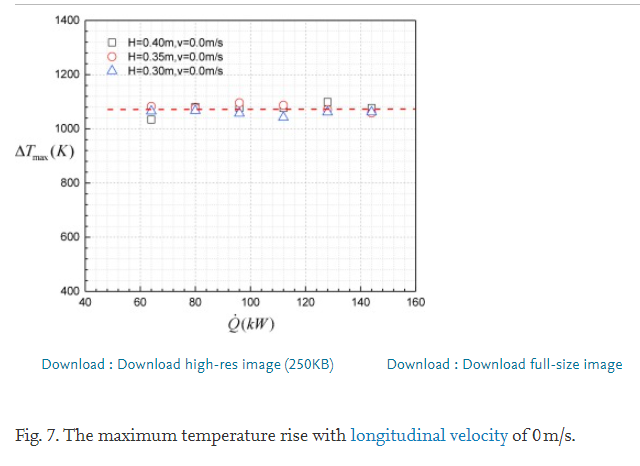 1400
H=0.40m,v=0.0m/s
H=0.35m,v=0.0m/s
H=0.30m,v=0.0m/s
1200
1000
ΔTmax (K)
800
600
400
40 60 80 100 120 140 160
Q̇(kW)
Download : Download high-res image (250KB) Download : Download full-size image
Fig. 7. The maximum temperature rise with longitudinal velocity of 0 m/s.